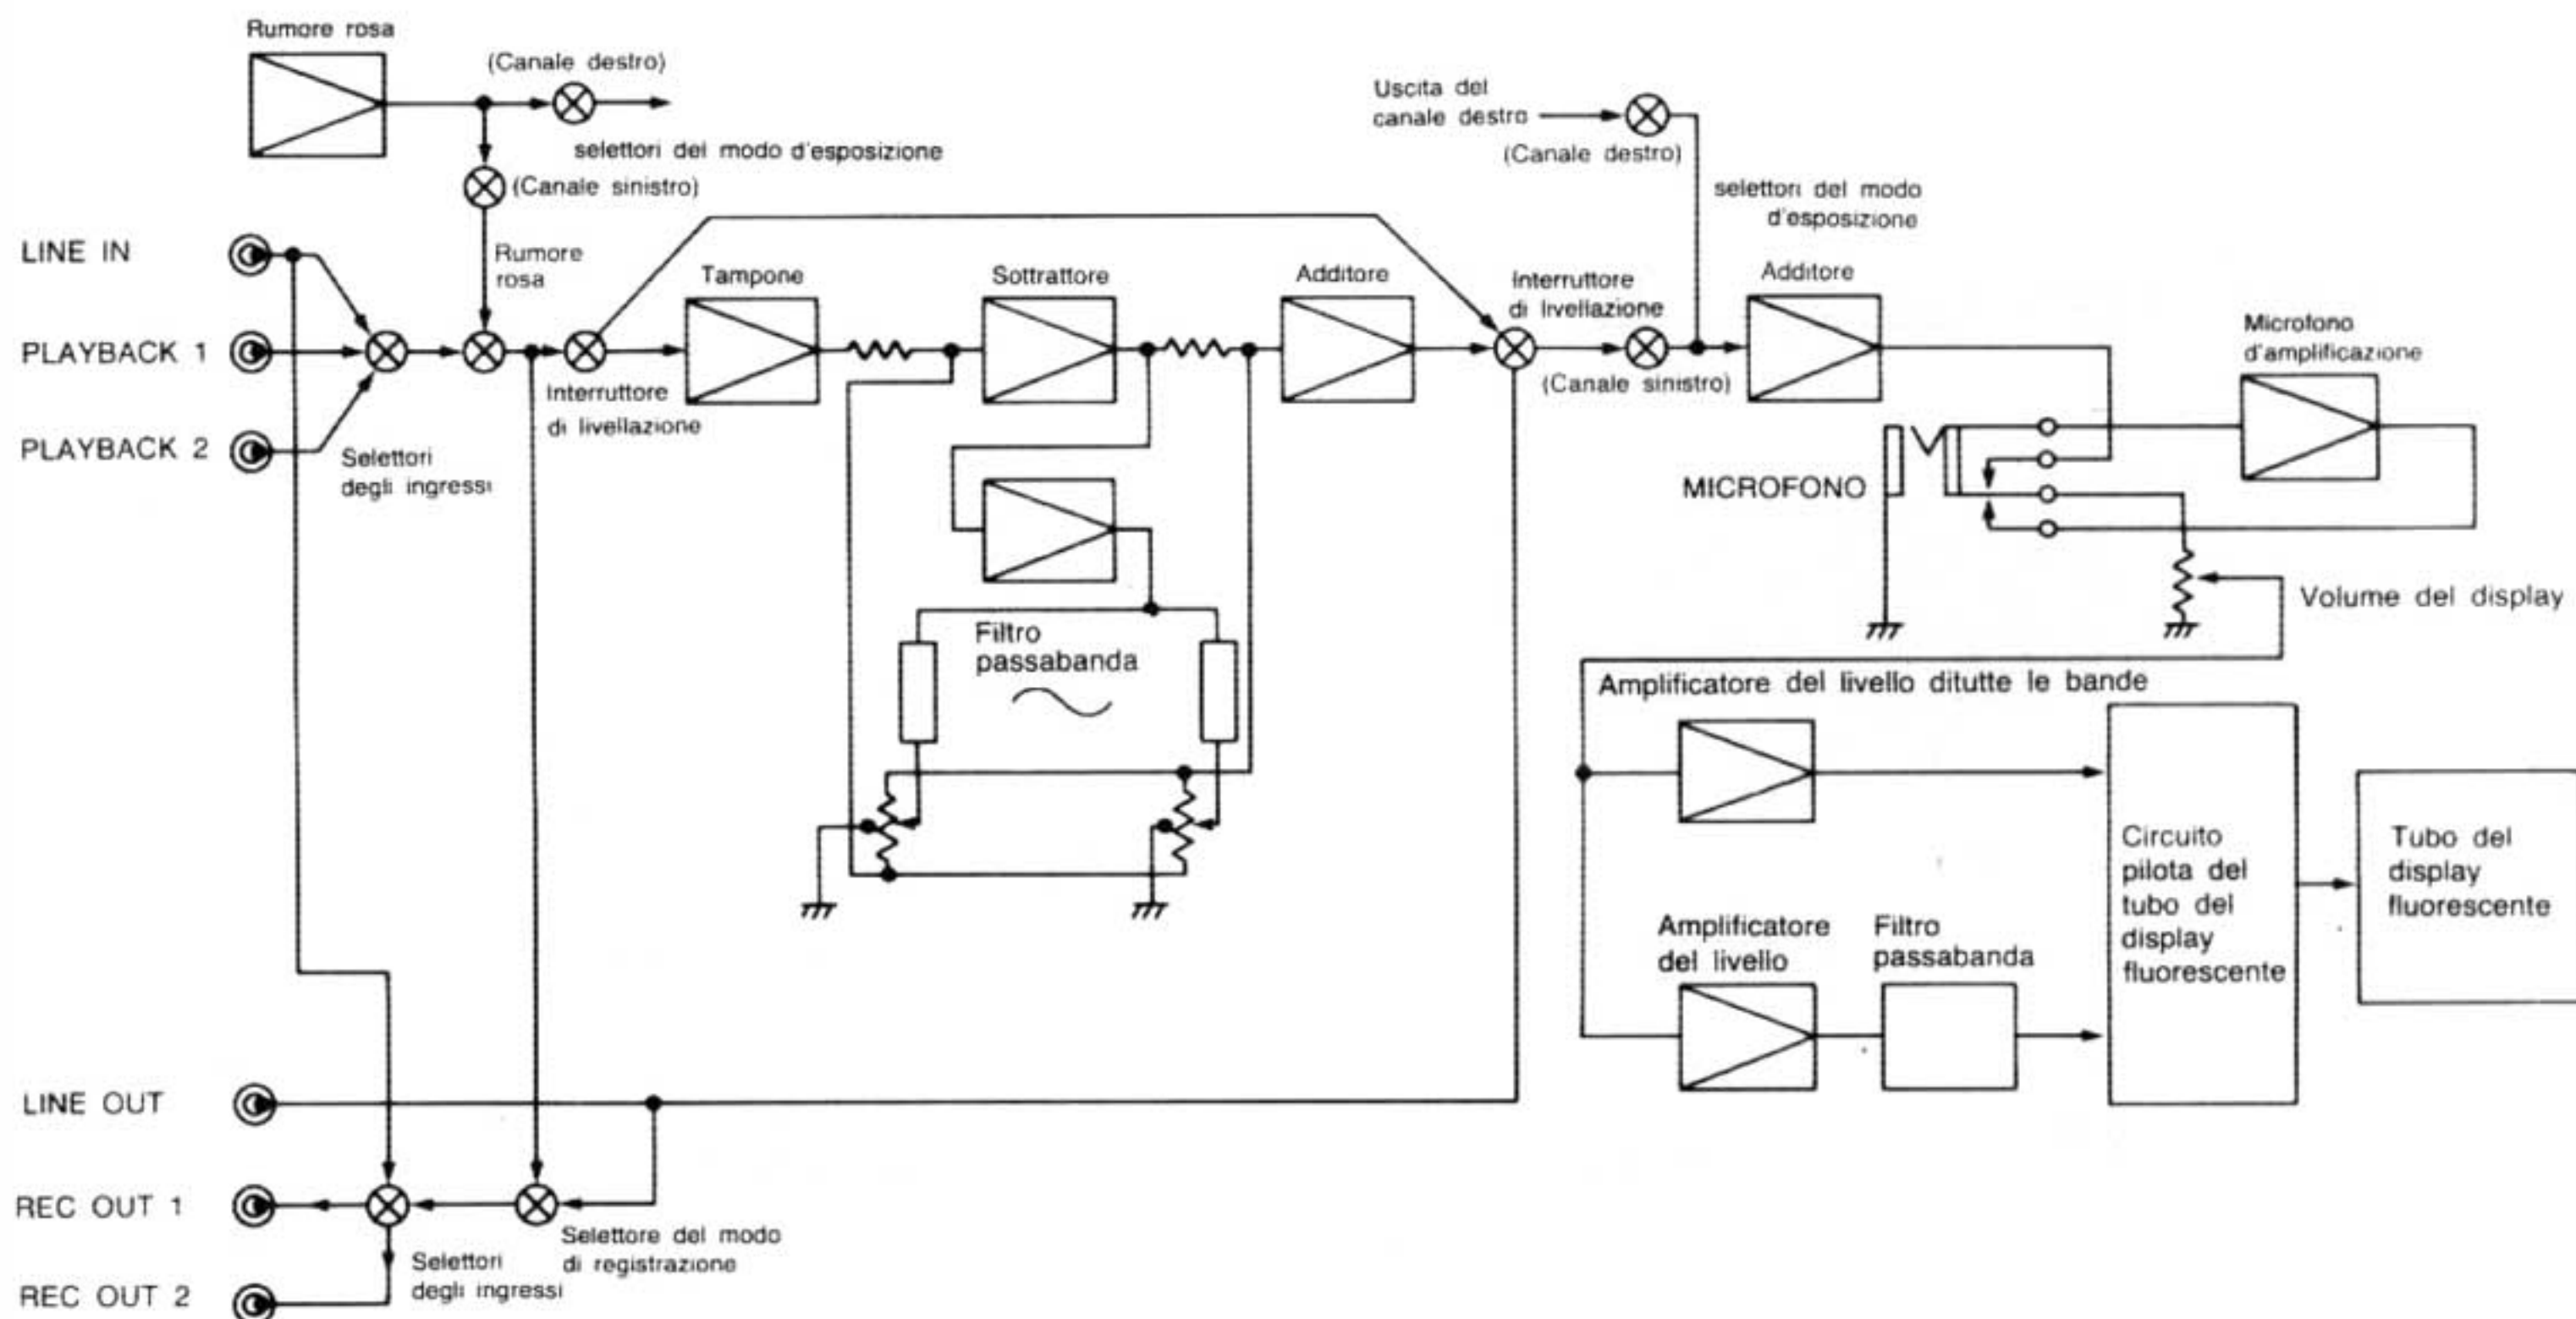 Rumore rosa
(Canale destro)
selettori del modo d'esposizione
(Canale sinistro)
Rumore
rosa
LINE IN
PLAYBACK 1
PLAYBACK 2
Selettori
degli ingressi
Interruttore
di livellazione
Tampone
Sottrattore
Additore
Filtro
passabanda
Uscita del
canale destro
(Canale destro)
selettori del modo
d'esposizione
Interruttore
di livellazione
(Canale sinistro)
Additore
Microfono
d'amplificazione
MICROFONO
Volume del display
Amplificatore del livello ditutte le bande
Amplificatore
del livello
Filtro
passabanda
Circuito
pilota del
tubo del
display
fluorescente
Tubo del
display
fluorescente
LINE OUT
REC OUT 1
REC OUT 2
Selettori
degli ingressi
Selettore del modo
di registrazione